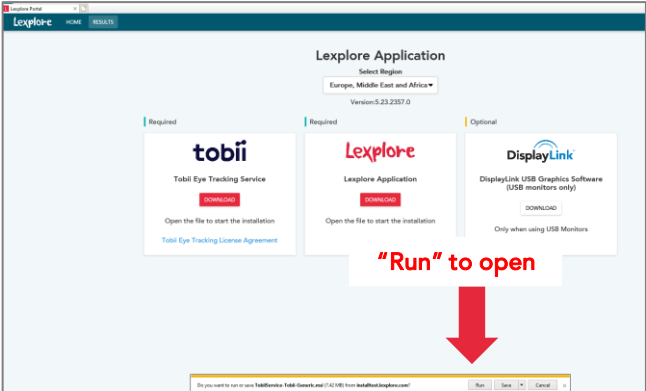 Lexplore Portal
Lexplore HOME RESULTS
Lexplore Application
Select Region
Europe, Middle East and Africa
Version:5.23.2357.0
Required
Required
Optional
tobii
Tobii Eye Tracking Service
DOWNLOAD
Open the file to start the installation
Tobii Eye Tracking License Agreement
Lexplore
Lexplore Application
DOWNLOAD
Open the file to start the installation
DisplayLink
DisplayLink USB Graphics Software
(USB monitors only)
DOWNLOAD
Only when using USB Monitors
"Run" to open
Do you want to run or save TobiiService-Tobii-Generic.msi (7.42 MB) from installtest.lexplore.com?
Run Save Cancel ×